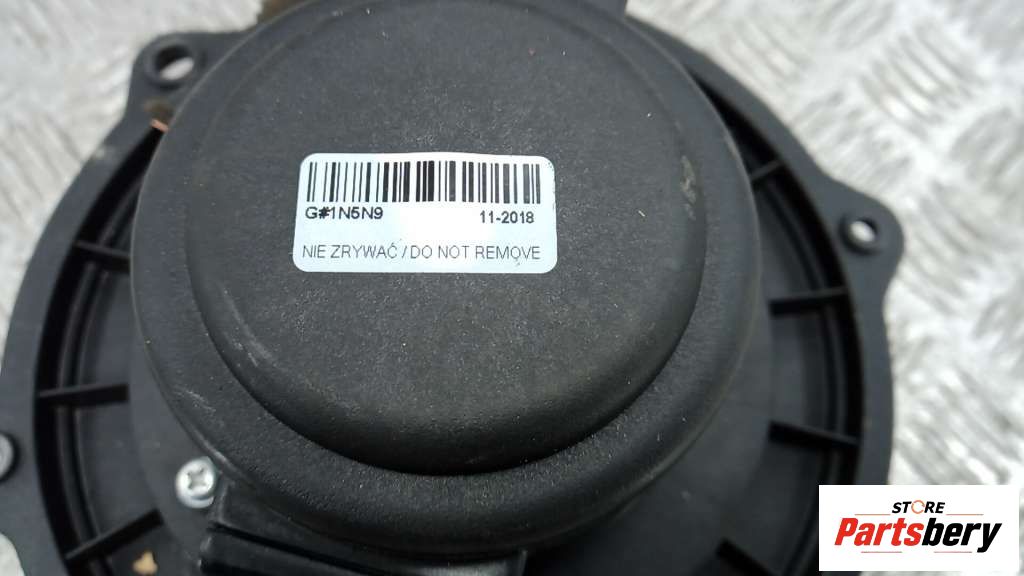 G#1N5N9 11-2018
NIE ZRYWAĆ / DO NOT REMOVE
STORE
Partsbery